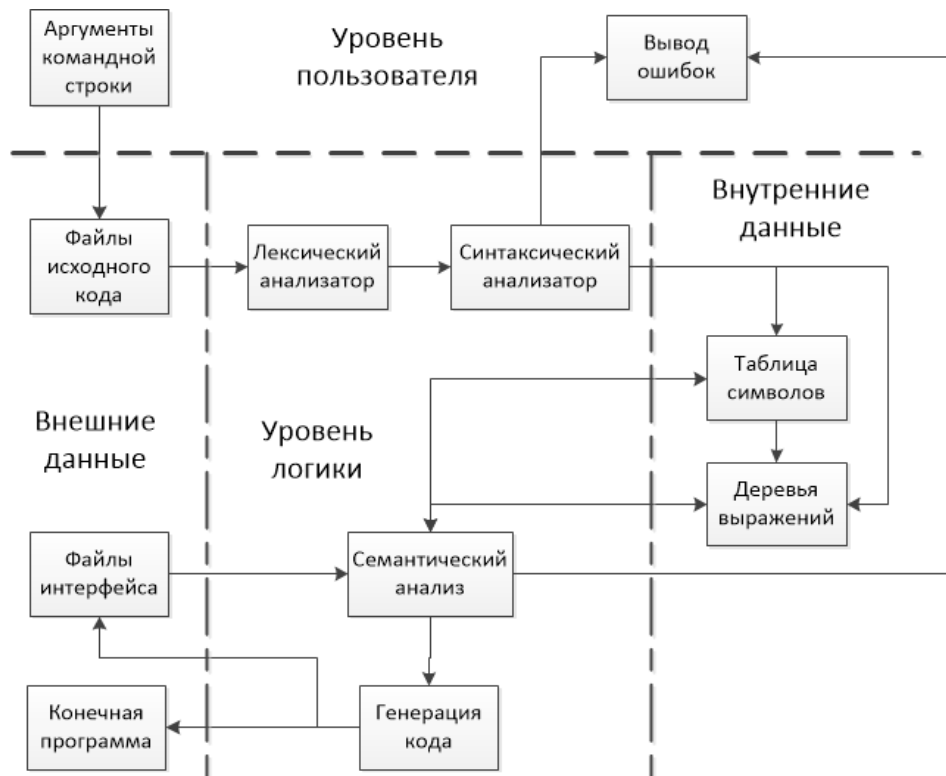 Аргументы
командной
строки
Уровень
пользователя
Вывод
ошибок
Внутренние
данные
Файлы
исходного
кода
Лексический
анализатор
Синтаксический
анализатор
Таблица
символов
Внешние
данные
Уровень
логики
Деревья
выражений
Файлы
интерфейса
Семантический
анализ
Конечная
программа
Генерация
кода